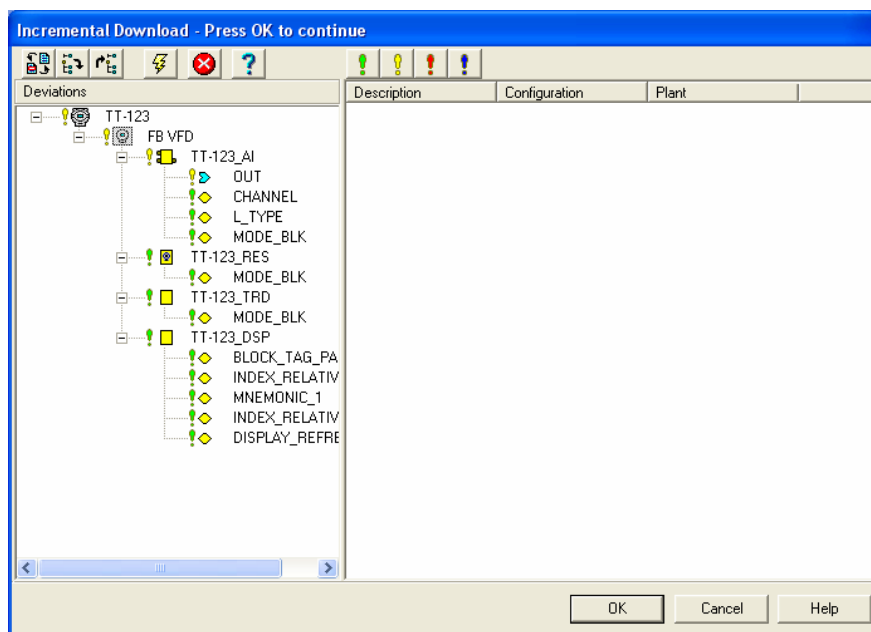 Incremental Download - Press OK to continue
Deviations
Description Configuration Plant
TT-123
FB VFD
TT-123_AI
OUT
CHANNEL
L_TYPE
MODE_BLK
TT-123_RES
MODE_BLK
TT-123_TRD
MODE_BLK
TT-123_DSP
BLOCK_TAG_PA
INDEX_RELATIV
MNEMONIC_1
INDEX_RELATIV
DISPLAY_REFRE
OK Cancel Help